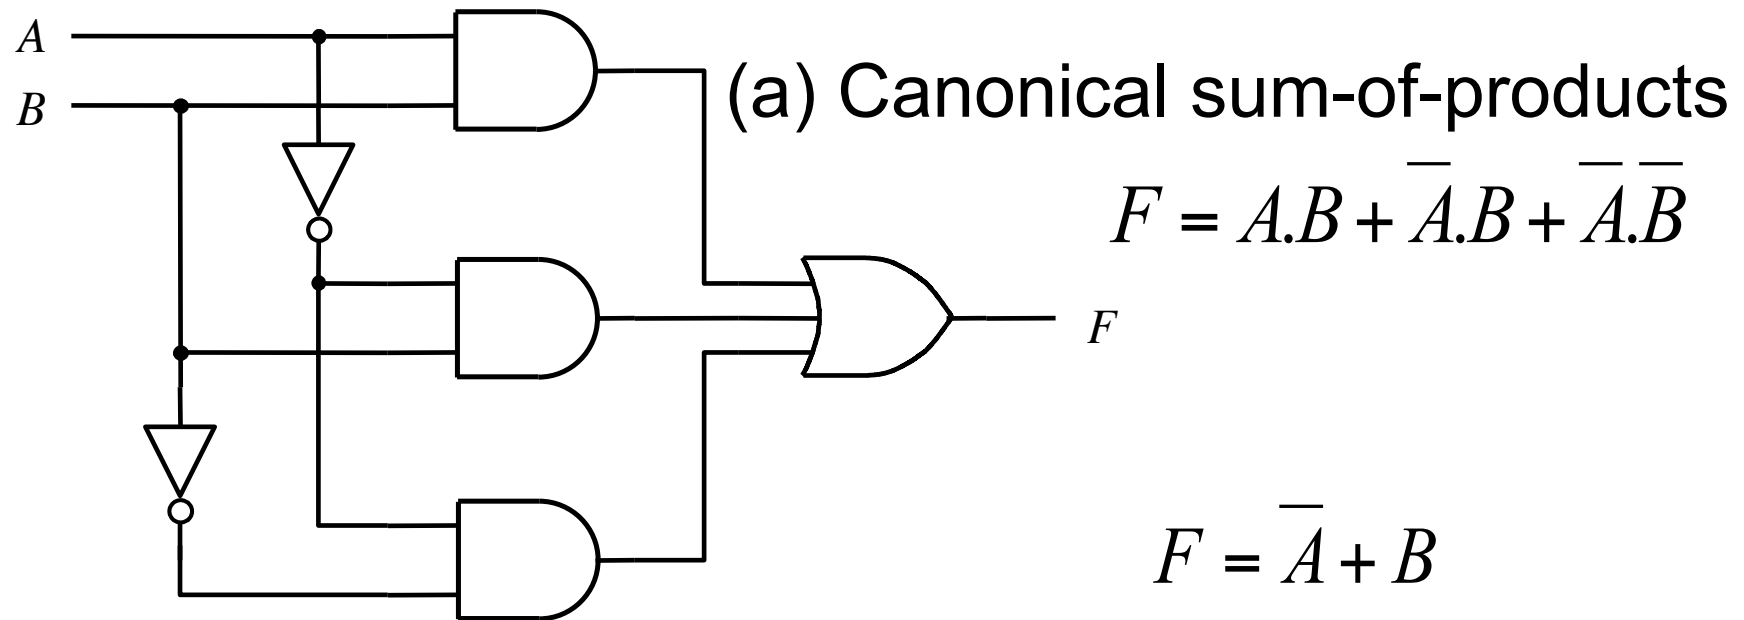 A
(a) Canonical sum-of-products
B
F = A.B + A̅.B + A̅.B̅
F
F = A̅ + B